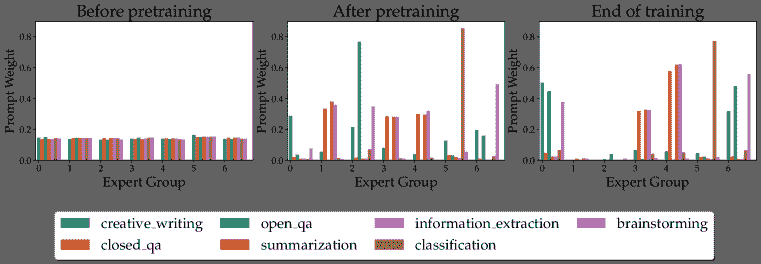 Before pretraining
After pretraining
End of training
Prompt Weight
0.8
0.6
0.4
0.2
0.0
0 1 2 3 4 5 6
Expert Group
Prompt Weight
0.8
0.6
0.4
0.2
0.0
0 1 2 3 4 5 6
Expert Group
Prompt Weight
0.8
0.6
0.4
0.2
0.0
0 1 2 3 4 5 6
Expert Group
creative_writing open_qa information_extraction brainstorming
closed_qa summarization classification